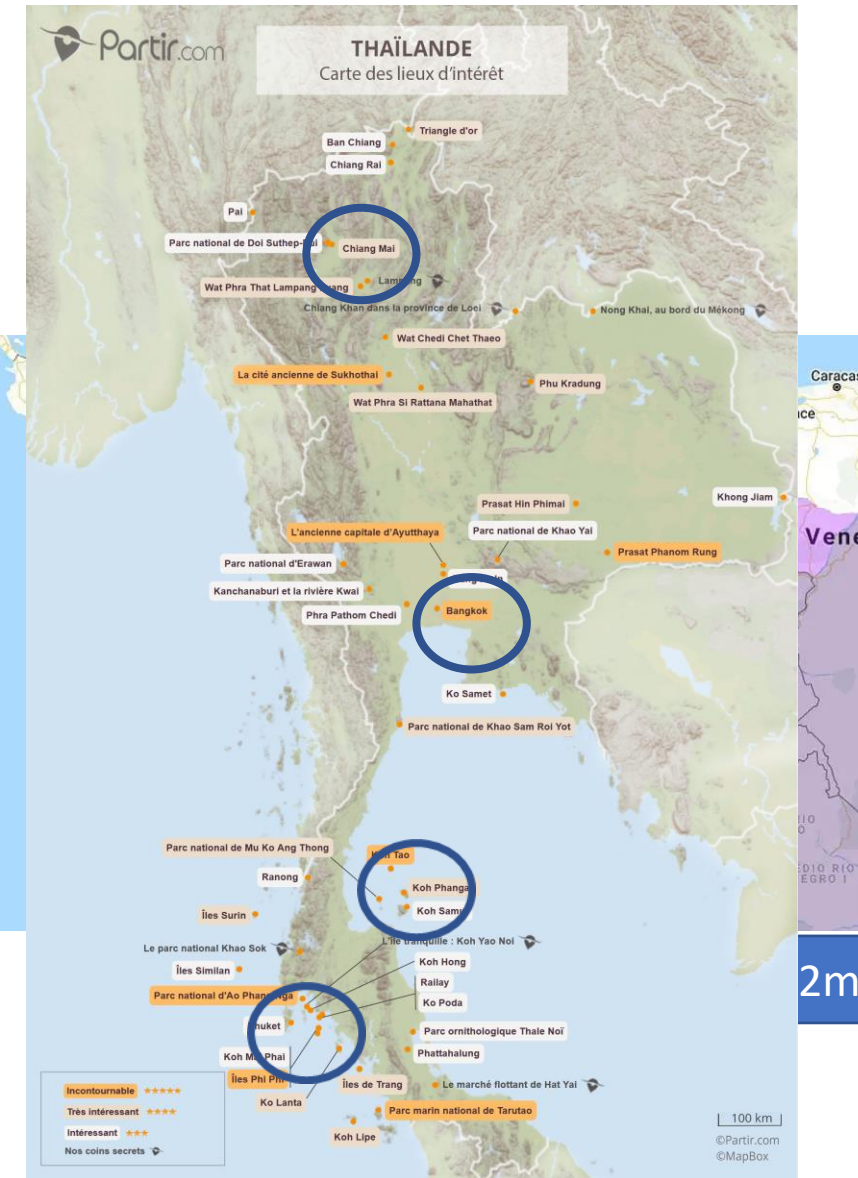 Partir.com
THAÏLANDE
Carte des lieux d'intérêt
Triangle d'or
Ban Chiang
Chiang Rai
Pai
Parc national de Doi Suthep-
Chiang Mai
Wat Phra That Lampang
Lampang
Chiang Khan dans la province de Loei
Nong Khai, au bord du Mékong
Wat Chedi Chet Thaeo
La cité ancienne de Sukhothai
Phu Kradung
Wat Phra Si Rattana Mahathat
Khong Jiam
Prasat Hin Phimai
L'ancienne capitale d'Ayutthaya
Parc national de Khao Yai
Prasat Phanom Rung
Parc national d'Erawan
Kanchanaburi et la rivière Kwai
Phra Pathom Chedi
Bangkok
Ko Samet
Parc national de Khao Sam Roi Yot
Parc national de Mu Ko Ang Thong
Koh Tao
Ranong
Koh Phanga
Koh Samui
Îles Surin
L'île tranquille : Koh Yao Noi
Le parc national Khao Sok
Koh Hong
Îles Similan
Railay
Parc national d'Ao Phang Nga
Ko Poda
Phuket
Parc ornithologique Thale Noï
Koh Mai Phai
Phattahalung
Îles Phi Phi
Îles de Trang
Le marché flottant de Hat Yai
Ko Lanta
Parc marin national de Tarutao
Koh Lipe
Incontournable
Très intéressant
Intéressant
Nos coins secrets
100 km
©Partir.com
©MapBox
Caracas
Vene
2m